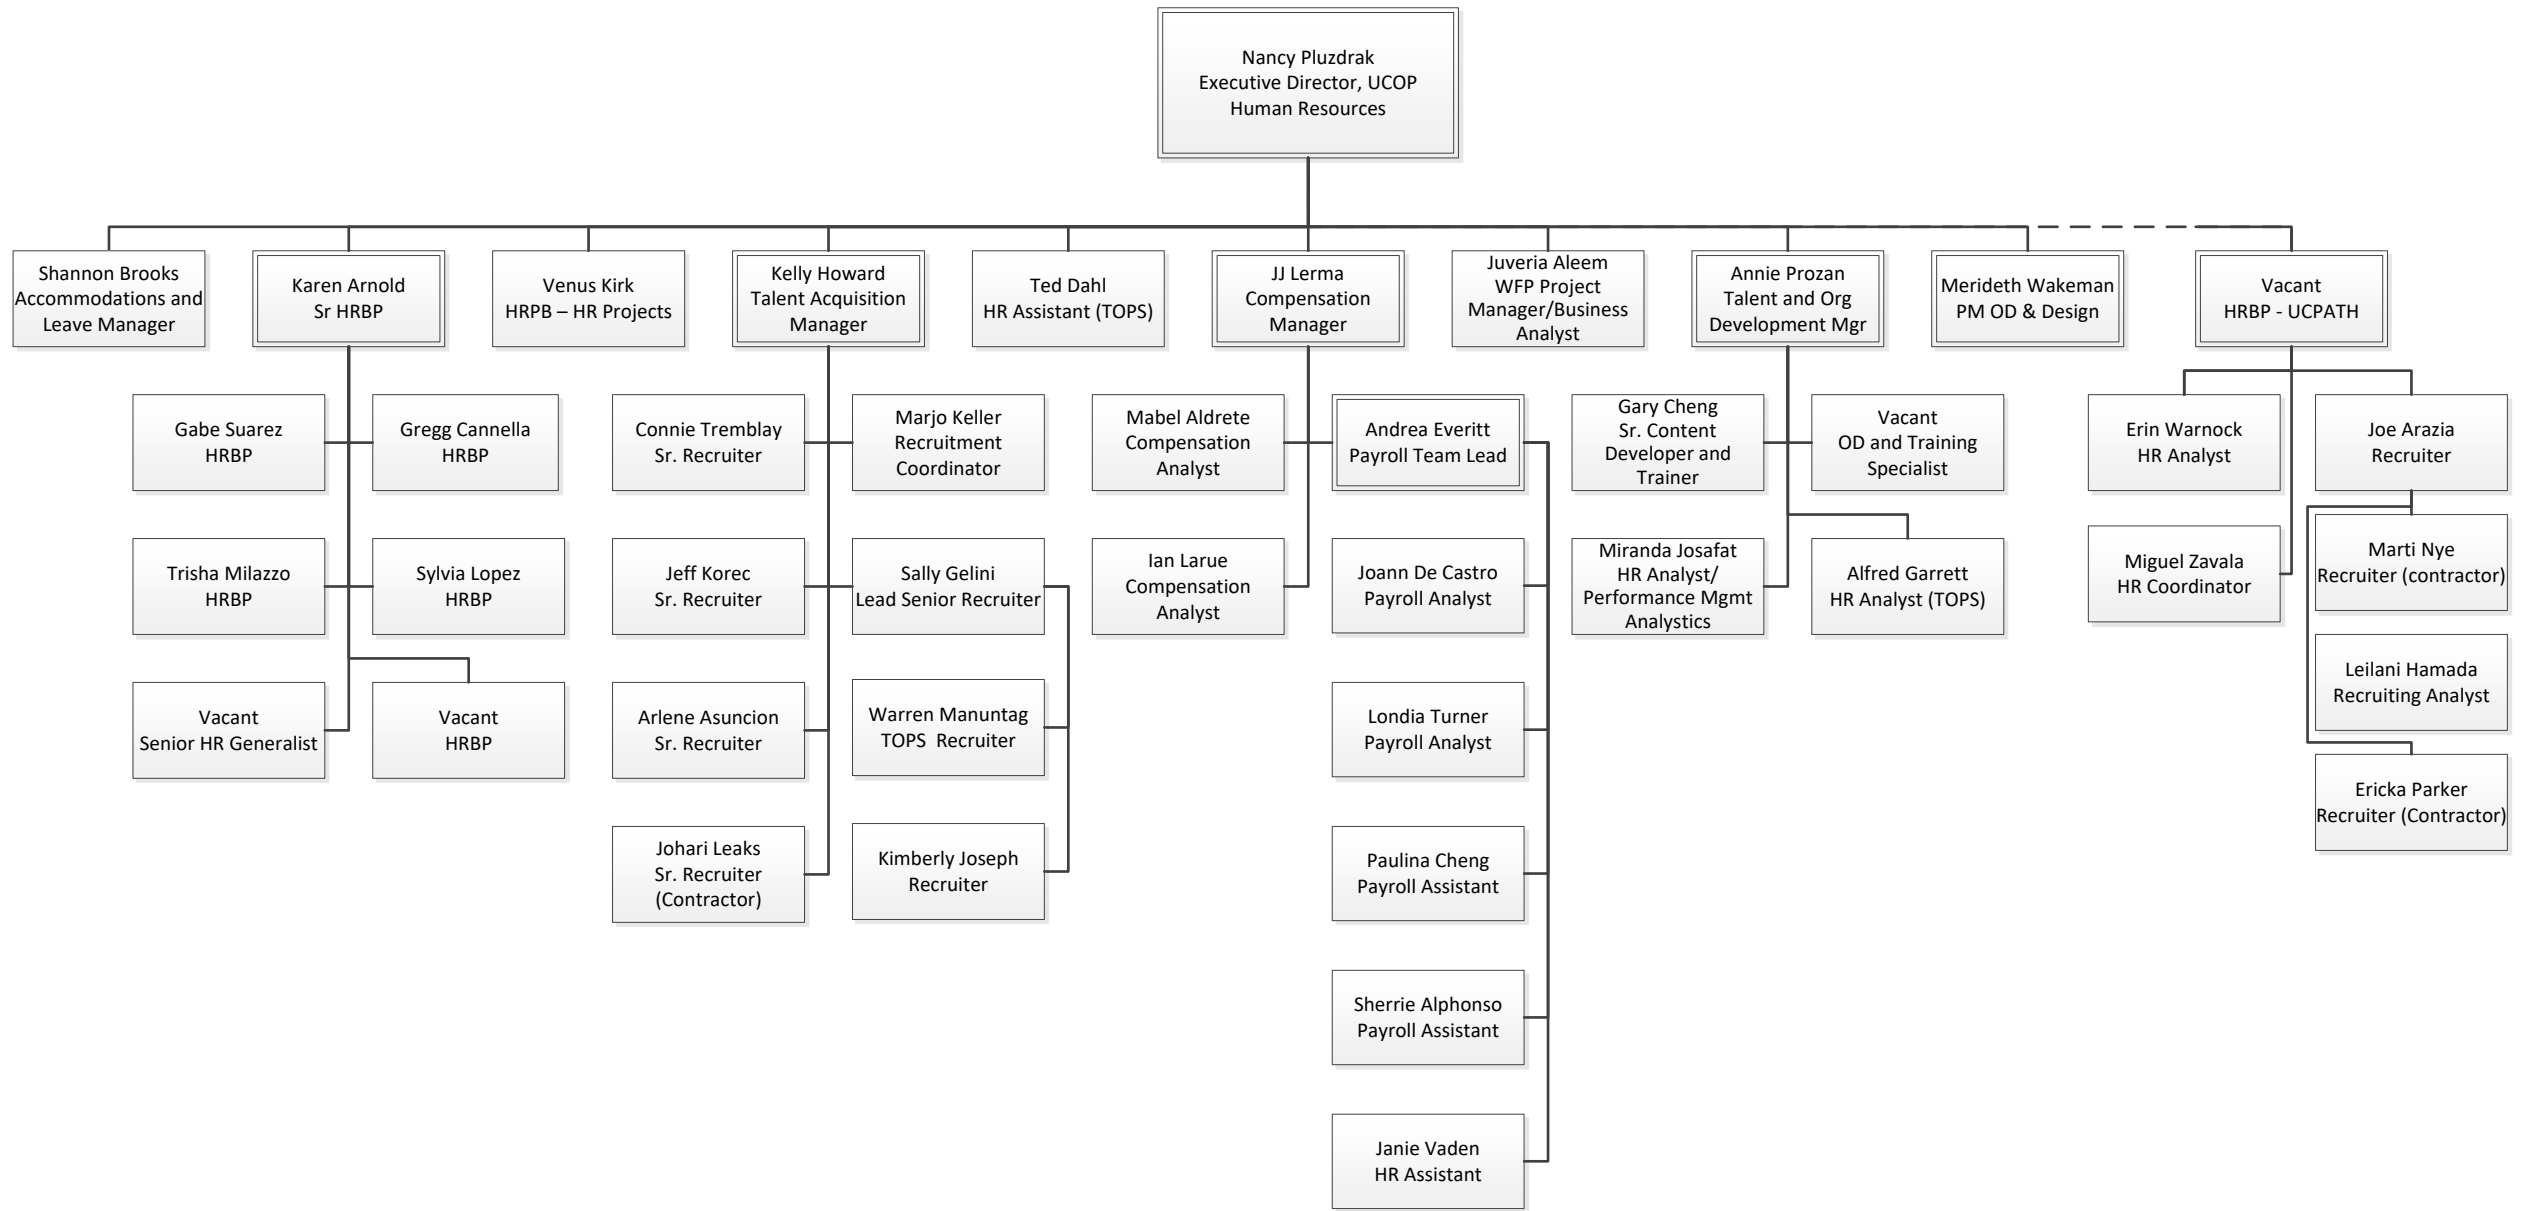 Nancy Pluzdrak
Executive Director, UCOP
Human Resources
Shannon Brooks
Accommodations and
Leave Manager
Karen Arnold
Sr HRBP
Venus Kirk
HRPB – HR Projects
Kelly Howard
Talent Acquisition
Manager
Ted Dahl
HR Assistant (TOPS)
JJ Lerma
Compensation
Manager
Juveria Aleem
WFP Project
Manager/Business
Analyst
Annie Prozan
Talent and Org
Development Mgr
Merideth Wakeman
PM OD & Design
Vacant
HRBP - UCPATH
Gabe Suarez
HRBP
Gregg Cannella
HRBP
Connie Tremblay
Sr. Recruiter
Marjo Keller
Recruitment
Coordinator
Mabel Aldrete
Compensation
Analyst
Andrea Everitt
Payroll Team Lead
Gary Cheng
Sr. Content
Developer and
Trainer
Vacant
OD and Training
Specialist
Erin Warnock
HR Analyst
Joe Arazia
Recruiter
Trisha Milazzo
HRBP
Sylvia Lopez
HRBP
Jeff Korec
Sr. Recruiter
Sally Gelini
Lead Senior Recruiter
Ian Larue
Compensation
Analyst
Joann De Castro
Payroll Analyst
Miranda Josafat
HR Analyst/
Performance Mgmt
Analystics
Alfred Garrett
HR Analyst (TOPS)
Miguel Zavala
HR Coordinator
Marti Nye
Recruiter (contractor)
Vacant
Senior HR Generalist
Vacant
HRBP
Arlene Asuncion
Sr. Recruiter
Warren Manuntag
TOPS  Recruiter
Londia Turner
Payroll Analyst
Leilani Hamada
Recruiting Analyst
Johari Leaks
Sr. Recruiter
(Contractor)
Kimberly Joseph
Recruiter
Paulina Cheng
Payroll Assistant
Ericka Parker
Recruiter (Contractor)
Sherrie Alphonso
Payroll Assistant
Janie Vaden
HR Assistant